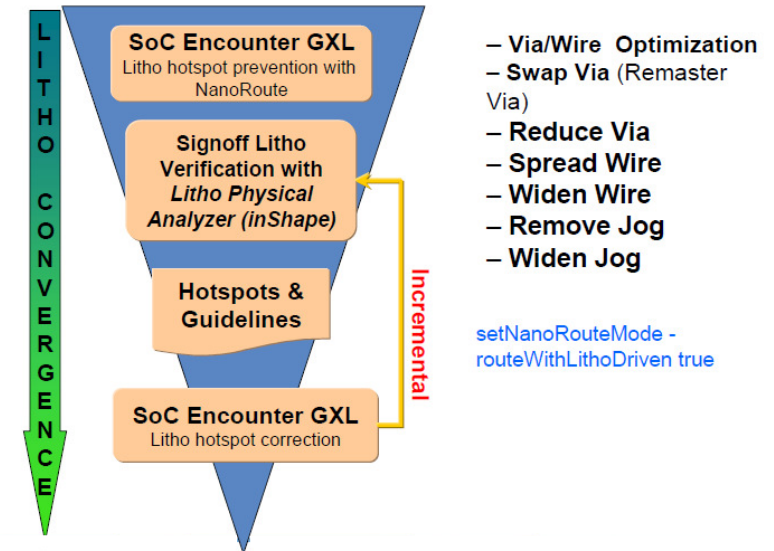 LITHO CONVERGENCE
SoC Encounter GXL
Litho hotspot prevention with
NanoRoute
Signoff Litho
Verification with
Litho Physical
Analyzer (inShape)
Hotspots &
Guidelines
SoC Encounter GXL
Litho hotspot correction
Incremental
– Via/Wire Optimization
– Swap Via (Remaster
Via)
– Reduce Via
– Spread Wire
– Widen Wire
– Remove Jog
– Widen Jog
setNanoRouteMode -
routeWithLithoDriven true